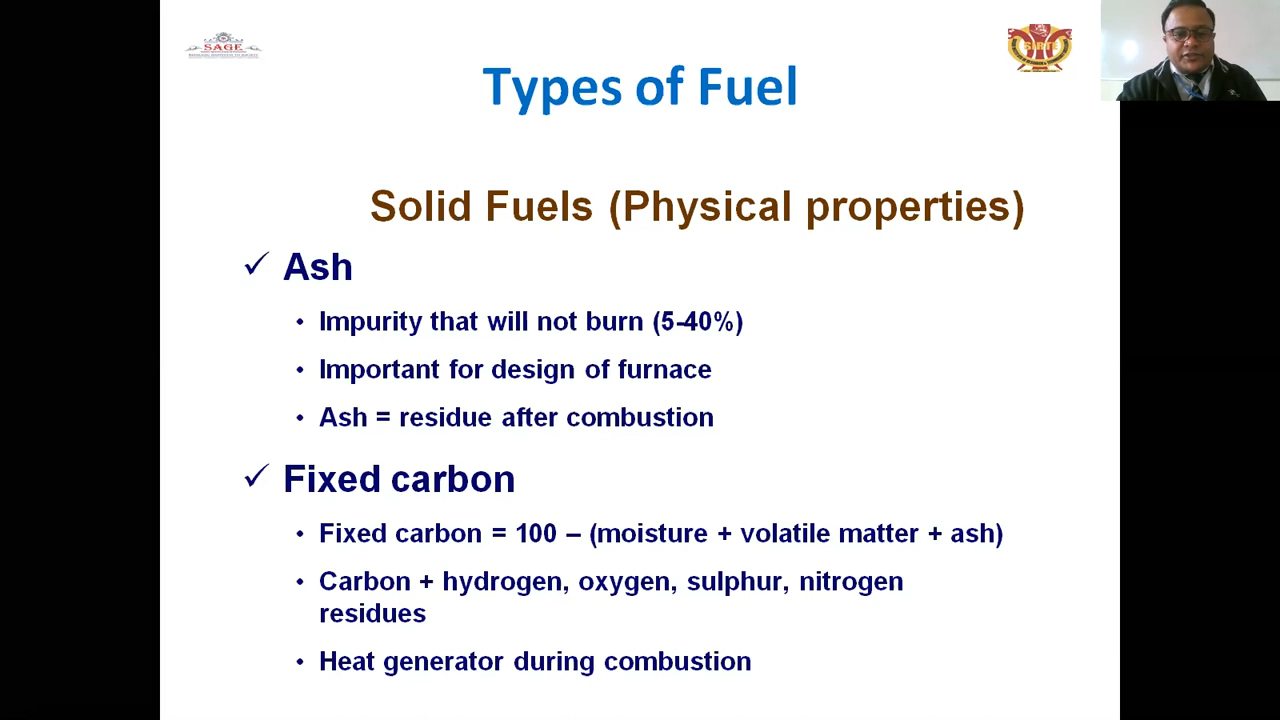 SAGE
SIRTE
Types of Fuel
Solid Fuels (Physical properties)
✓ Ash
• Impurity that will not burn (5-40%)
• Important for design of furnace
• Ash = residue after combustion
✓ Fixed carbon
• Fixed carbon = 100 – (moisture + volatile matter + ash)
• Carbon + hydrogen, oxygen, sulphur, nitrogen
residues
• Heat generator during combustion